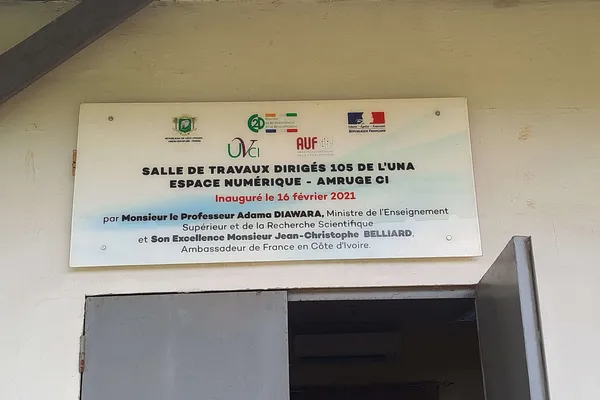 UVCI
AUF
SALLE DE TRAVAUX DIRIGÉS 105 DE L'UNA
ESPACE NUMÉRIQUE - AMRUGE CI
Inauguré le 16 février 2021
par Monsieur le Professeur Adama DIAWARA, Ministre de l'Enseignement
Supérieur et de la Recherche Scientifique
et Son Excellence Monsieur Jean-Christophe BELLIARD,
Ambassadeur de France en Côte d'Ivoire.